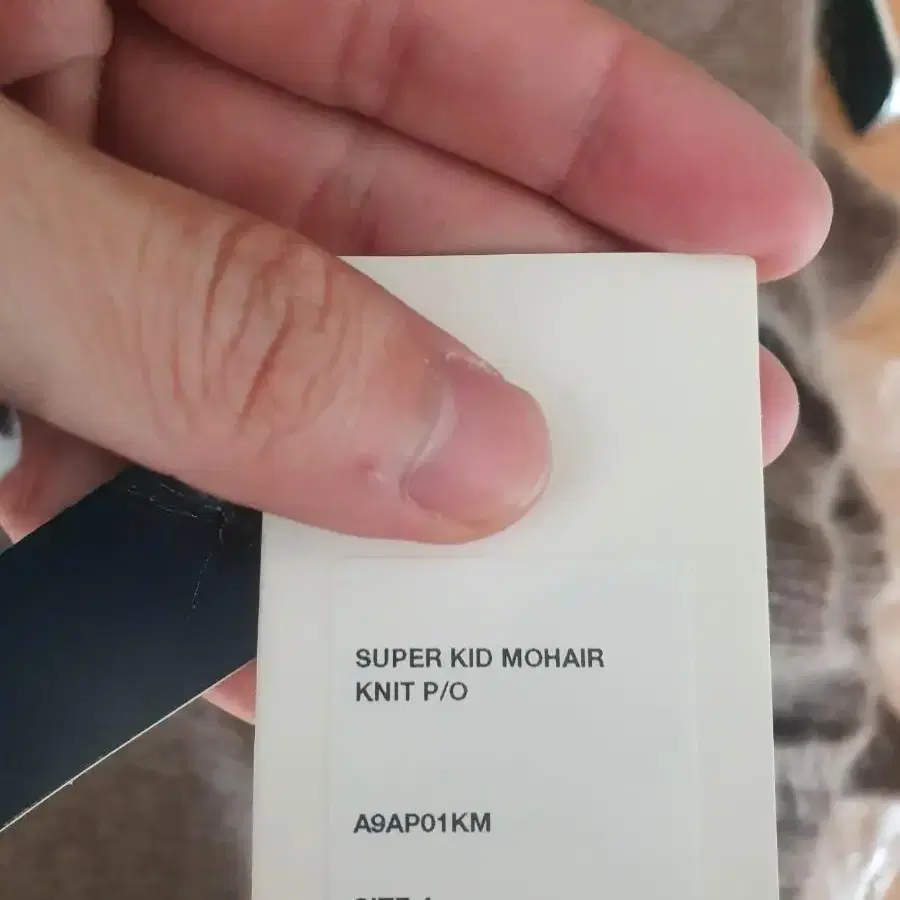 SUPER KID MOHAIR
KNIT P/O
A9AP01KM